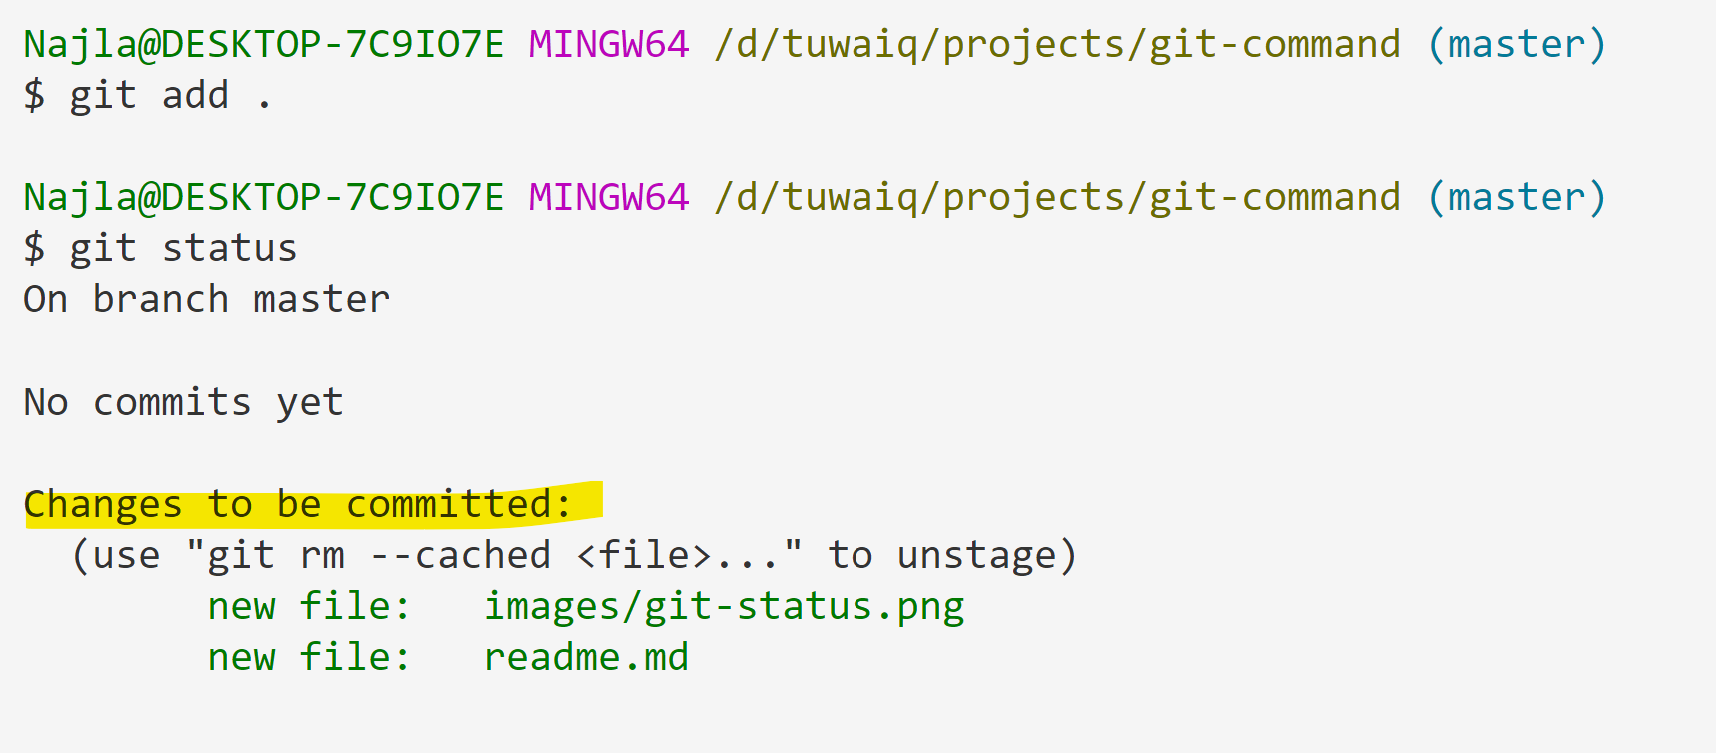 Najla@DESKTOP-7C9IO7E MINGW64 /d/tuwaiq/projects/git-command (master)
$ git add .
Najla@DESKTOP-7C9IO7E MINGW64 /d/tuwaiq/projects/git-command (master)
$ git status
On branch master
No commits yet
Changes to be committed:
  (use "git rm --cached <file>..." to unstage)
        new file:   images/git-status.png
        new file:   readme.md